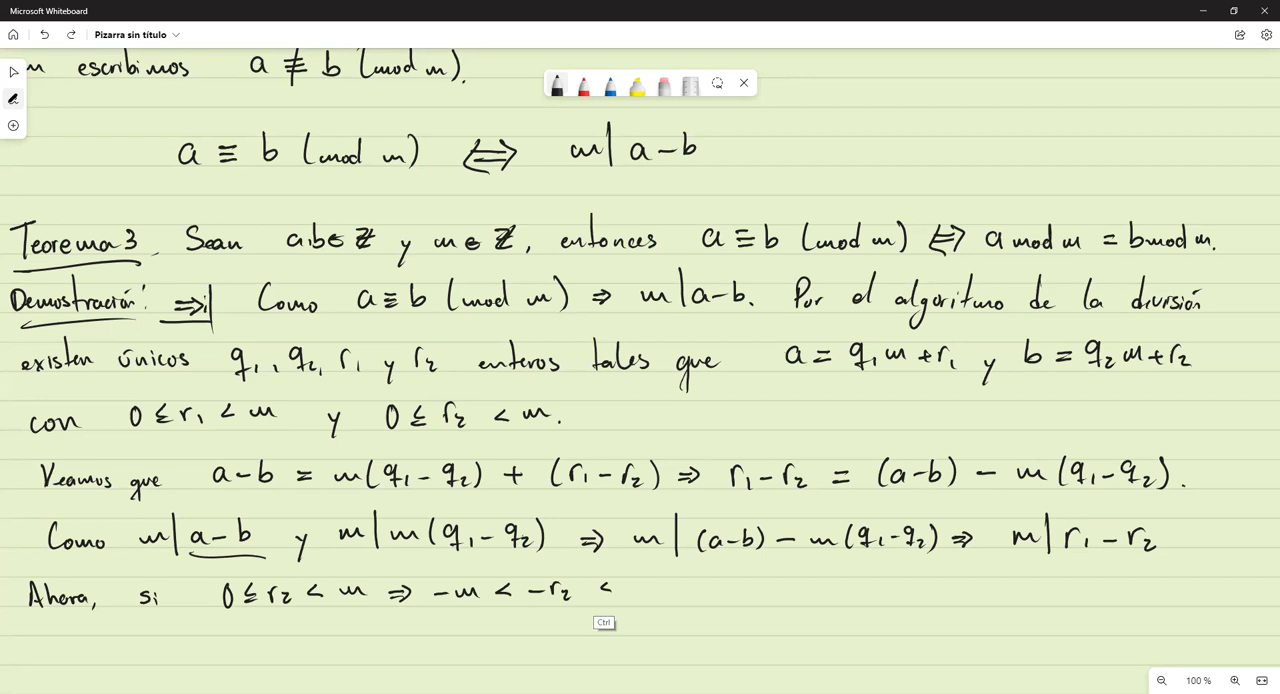 Microsoft Whiteboard
Pizarra sin título
escribimos a ≢ b (mod m).
a ≡ b (mod m) ⇔ m | a - b
Teorema 3. Sean a, b ∈ ℤ y m ∈ ℤ, entonces a ≡ b (mod m) ⇔ a mod m = b mod m.
Demostración: ⇒| Como a ≡ b (mod m) ⇒ m | a - b. Por el algoritmo de la división
existen únicos q₁, q₂, r₁ y r₂ enteros tales que a = q₁m + r₁ y b = q₂m + r₂
con 0 ≤ r₁ < m y 0 ≤ r₂ < m.
Veamos que a - b = m(q₁ - q₂) + (r₁ - r₂) ⇒ r₁ - r₂ = (a - b) - m(q₁ - q₂).
Como m | a - b y m | m(q₁ - q₂) ⇒ m | (a - b) - m(q₁ - q₂) ⇒ m | r₁ - r₂
Ahora, si 0 ≤ r₂ < m ⇒ -m < -r₂ <
Ctrl
100 %